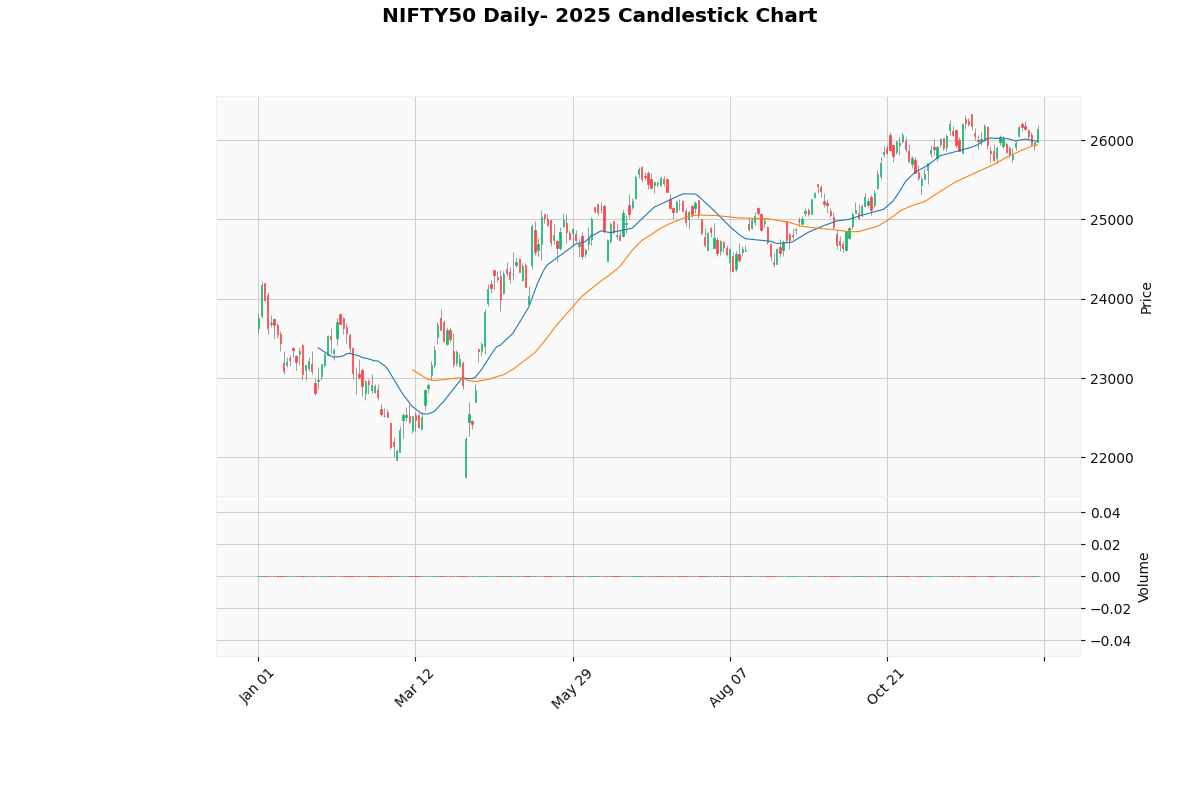 NIFTY50 Daily- 2025 Candlestick Chart
26000
25000
24000
23000
22000
Price
0.04
0.02
0.00
−0.02
−0.04
Volume
Jan 01
Mar 12
May 29
Aug 07
Oct 21